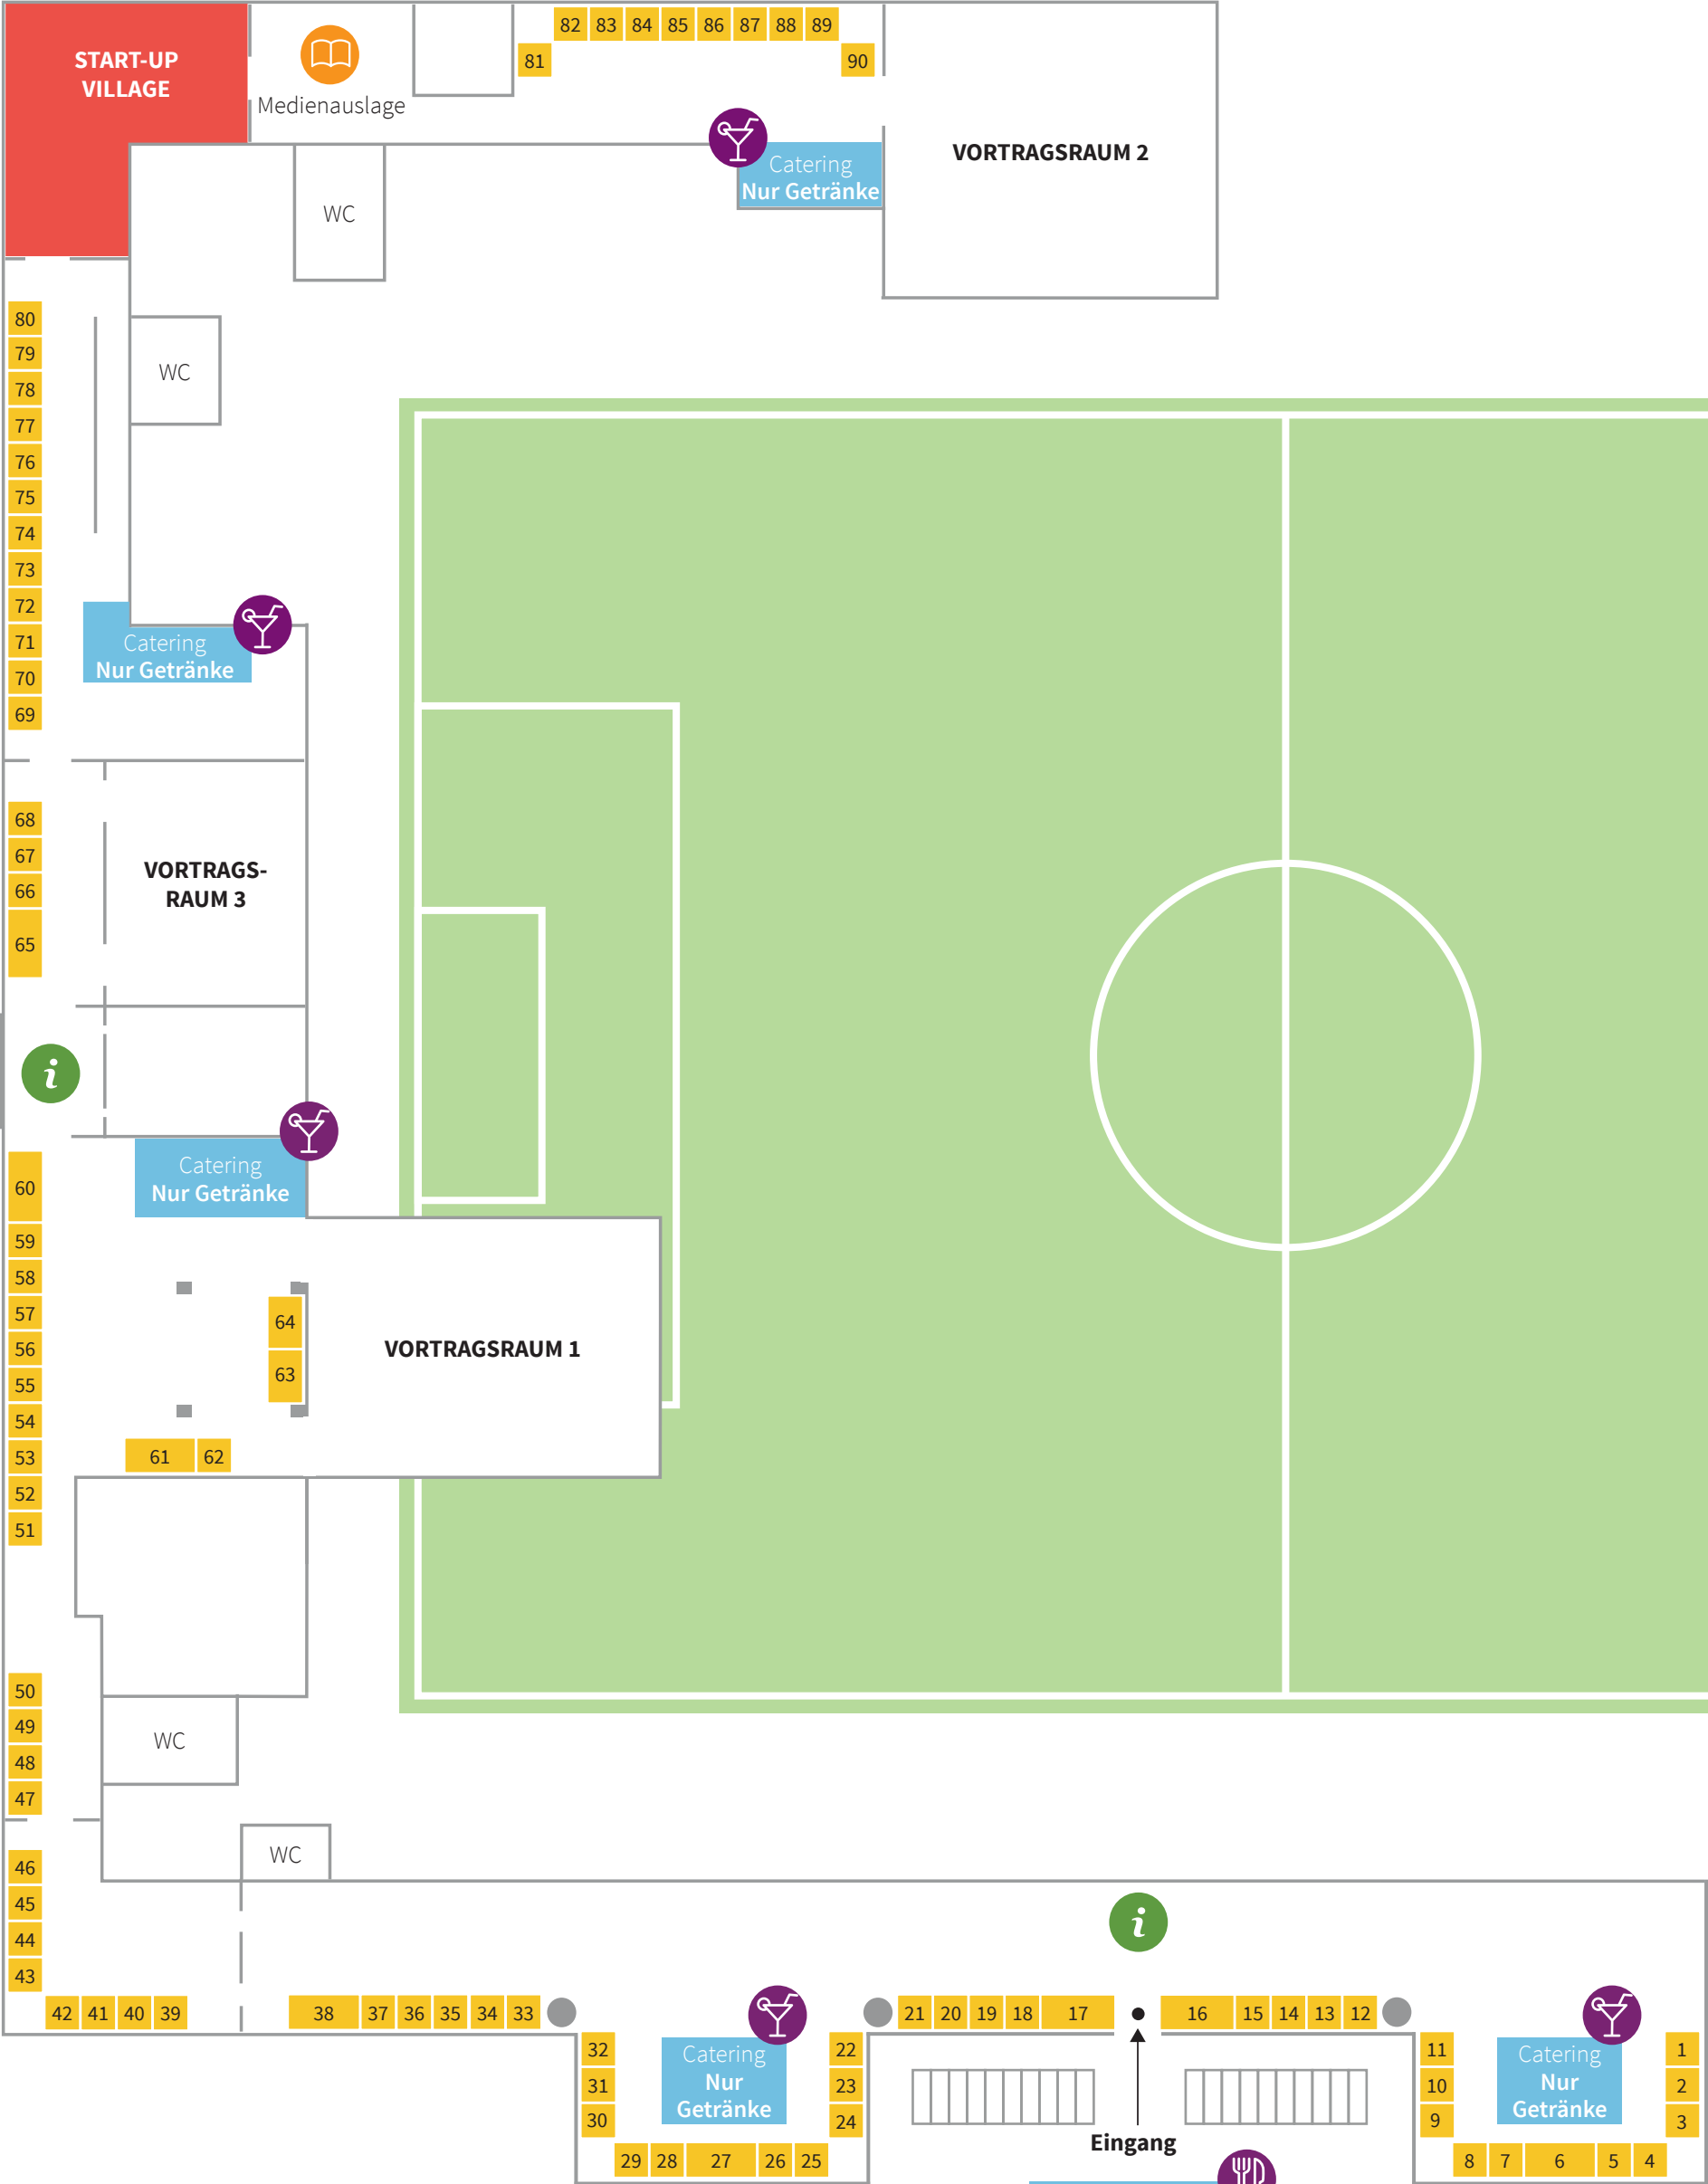 START-UP
VILLAGE
Medienauslage
82 83 84 85 86 87 88 89
81
90
VORTRAGSRAUM 2
Catering
Nur Getränke
WC
WC
80
79
78
77
76
75
74
73
72
71
70
69
Catering
Nur Getränke
68
67
66
65
VORTRAGS-
RAUM 3
i
Catering
Nur Getränke
60
59
58
57
56
55
54
53
52
51
64
63
VORTRAGSRAUM 1
61 62
50
49
48
47
WC
WC
46
45
44
43
i
42 41 40 39
38 37 36 35 34 33
21 20 19 18 17
16 15 14 13 12
32
31
30
Catering
Nur
Getränke
22
23
24
29 28 27 26 25
Eingang
11
10
9
Catering
Nur
Getränke
1
2
3
8 7 6 5 4